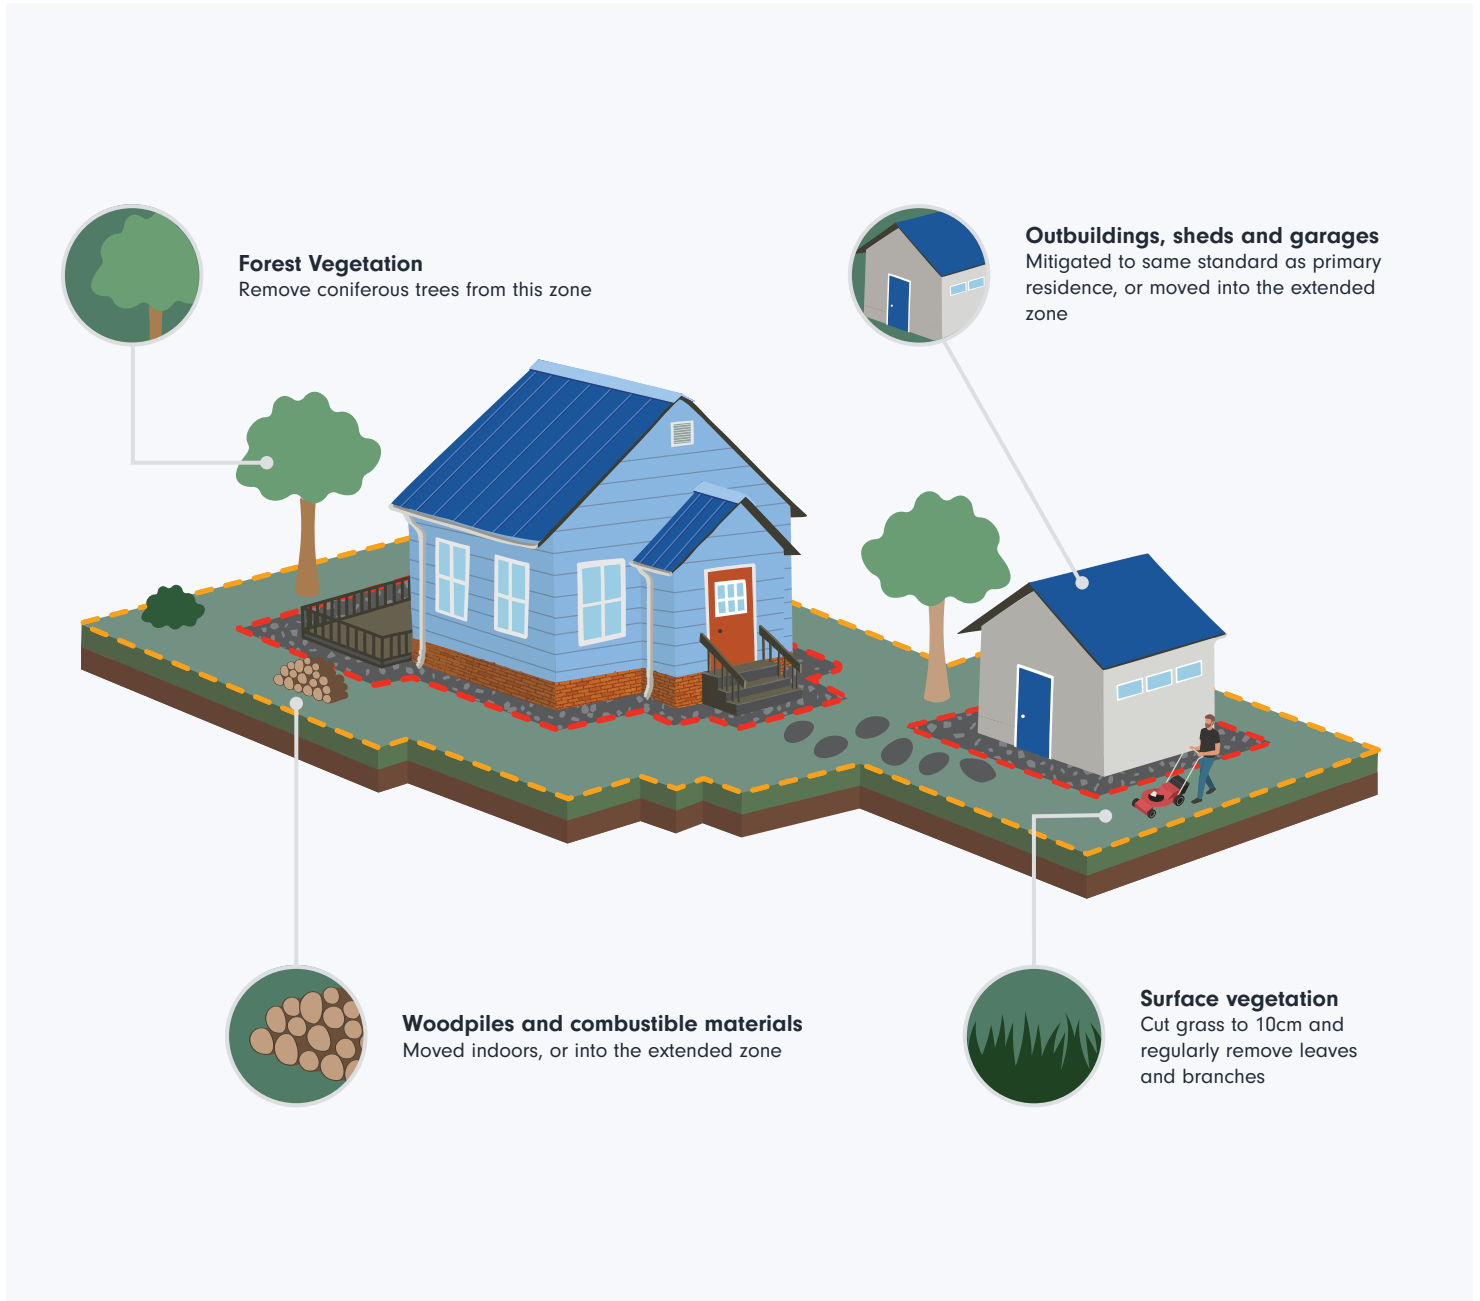 Forest Vegetation
Remove coniferous trees from this zone
Outbuildings, sheds and garages
Mitigated to same standard as primary
residence, or moved into the extended
zone
Woodpiles and combustible materials
Moved indoors, or into the extended zone
Surface vegetation
Cut grass to 10cm and
regularly remove leaves
and branches